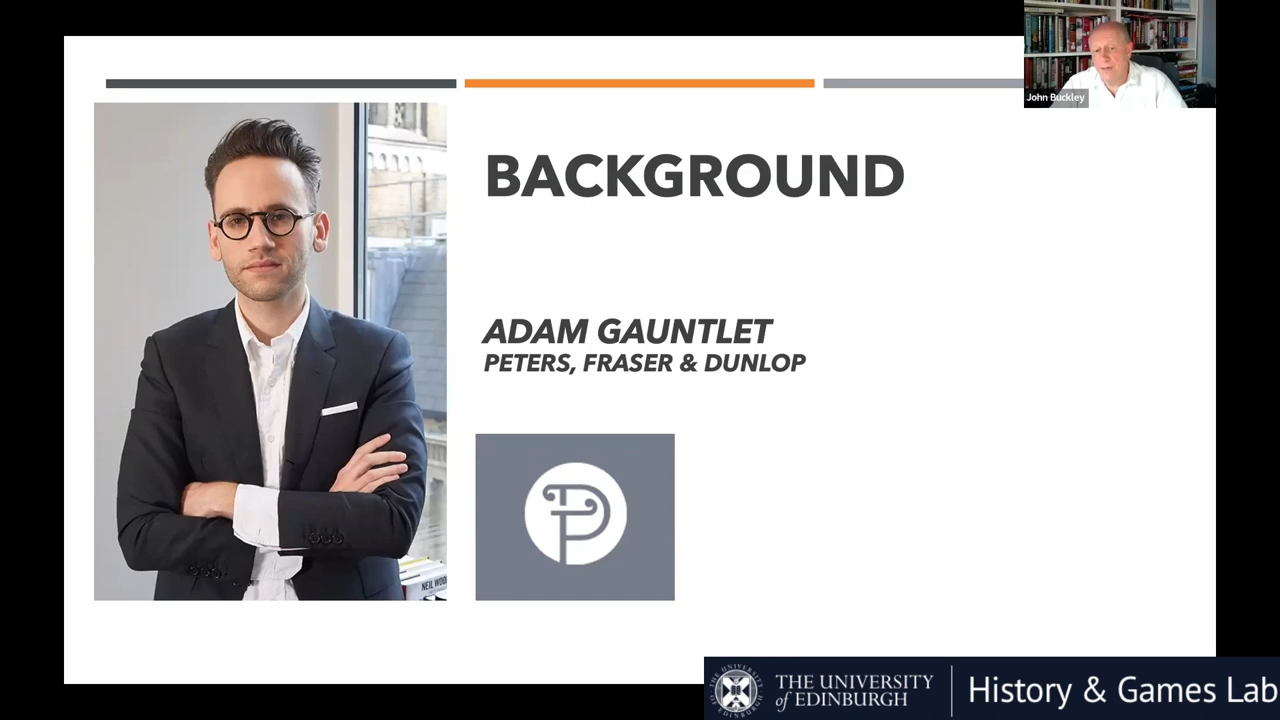 John Buckley
BACKGROUND
ADAM GAUNTLET
PETERS, FRASER & DUNLOP
NEIL WOO
THE UNIVERSITY
of EDINBURGH
History & Games Lab